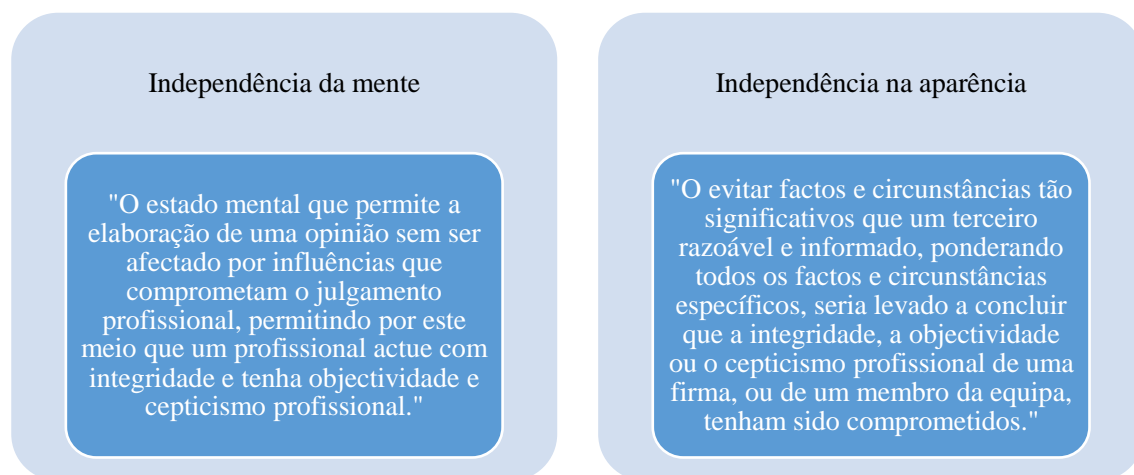 Independência da mente
"O estado mental que permite a
elaboração de uma opinião sem ser
afectado por influências que
comprometam o julgamento
profissional, permitindo por este
meio que um profissional actue com
integridade e tenha objectividade e
cepticismo profissional."
Independência na aparência
"O evitar factos e circunstâncias tão
significativos que um terceiro
razoável e informado, ponderando
todos os factos e circunstâncias
específicos, seria levado a concluir
que a integridade, a objectividade
ou o cepticismo profissional de uma
firma, ou de um membro da equipa,
tenham sido comprometidos."